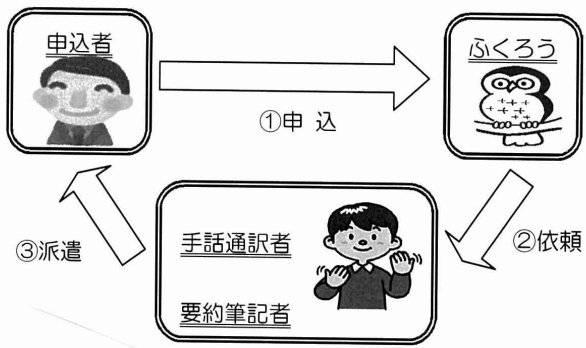 申込者
ふくろう
①申 込
③派遣
②依頼
手話通訳者
要約筆記者